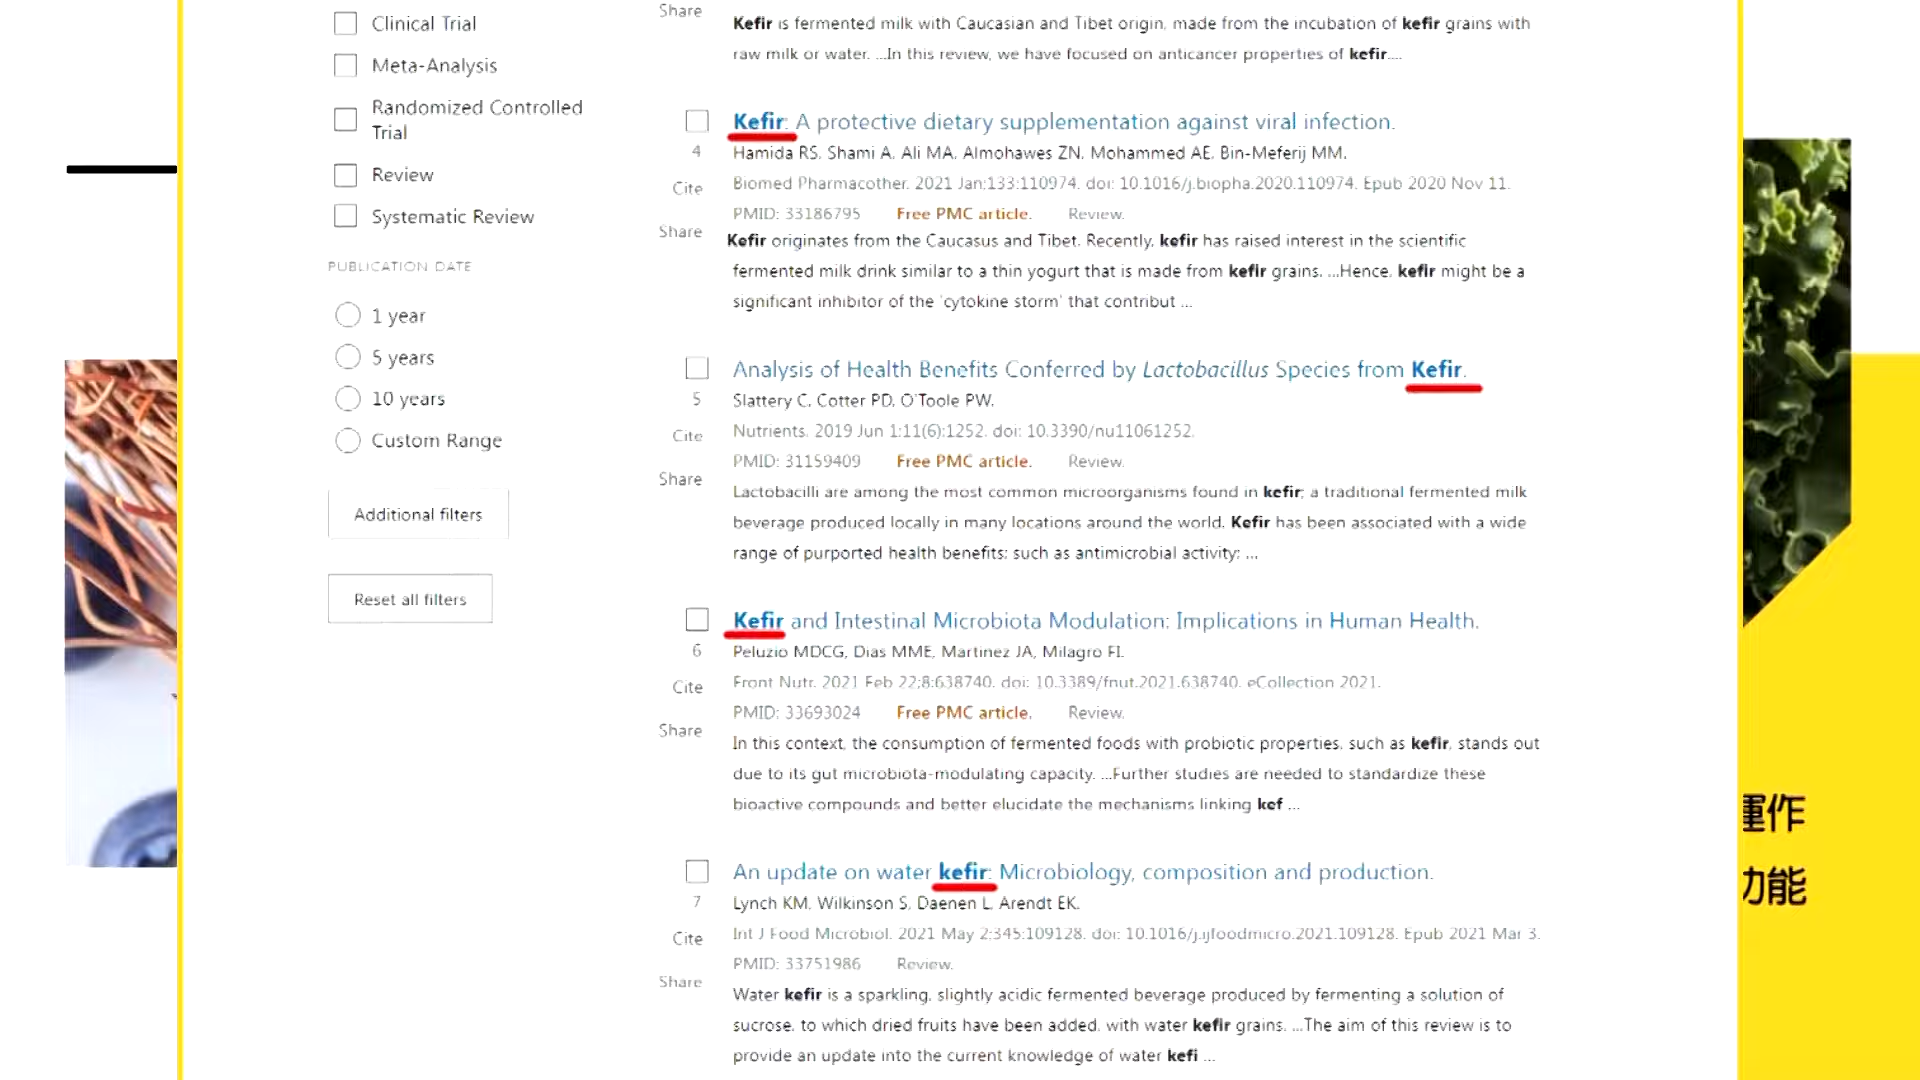 Clinical Trial
Meta-Analysis
Randomized Controlled
Trial
Review
Systematic Review
PUBLICATION DATE
1 year
5 years
10 years
Custom Range
Additional filters
Reset all filters
Share
Kefir is fermented milk with Caucasian and Tibet origin, made from the incubation of kefir grains with
raw milk or water. ...In this review, we have focused on anticancer properties of kefir....
Kefir: A protective dietary supplementation against viral infection.
4
Hamida RS, Shami A, Ali MA, Almohawes ZN, Mohammed AE, Bin-Meferij MM.
Cite
Biomed Pharmacother. 2021 Jan;133:110974. doi: 10.1016/j.biopha.2020.110974. Epub 2020 Nov 11.
PMID: 33186795 Free PMC article. Review.
Share
Kefir originates from the Caucasus and Tibet. Recently, kefir has raised interest in the scientific
fermented milk drink similar to a thin yogurt that is made from kefir grains. ...Hence, kefir might be a
significant inhibitor of the 'cytokine storm' that contribut ...
Analysis of Health Benefits Conferred by Lactobacillus Species from Kefir.
5
Slattery C, Cotter PD, O'Toole PW.
Cite
Nutrients. 2019 Jun 1;11(6):1252. doi: 10.3390/nu11061252.
PMID: 31159409 Free PMC article. Review.
Share
Lactobacilli are among the most common microorganisms found in kefir; a traditional fermented milk
beverage produced locally in many locations around the world. Kefir has been associated with a wide
range of purported health benefits; such as antimicrobial activity; ...
Kefir and Intestinal Microbiota Modulation: Implications in Human Health.
6
Peluzio MDCG, Dias MME, Martinez JA, Milagro FI.
Cite
Front Nutr. 2021 Feb 22;8:638740. doi: 10.3389/fnut.2021.638740. eCollection 2021.
PMID: 33693024 Free PMC article. Review.
Share
In this context, the consumption of fermented foods with probiotic properties, such as kefir, stands out
due to its gut microbiota-modulating capacity. ...Further studies are needed to standardize these
bioactive compounds and better elucidate the mechanisms linking kef ...
An update on water kefir: Microbiology, composition and production.
7
Lynch KM, Wilkinson S, Daenen L, Arendt EK.
Cite
Int J Food Microbiol. 2021 May 2;345:109128. doi: 10.1016/j.ijfoodmicro.2021.109128. Epub 2021 Mar 3.
PMID: 33751986 Review.
Share
Water kefir is a sparkling, slightly acidic fermented beverage produced by fermenting a solution of
sucrose, to which dried fruits have been added, with water kefir grains. ...The aim of this review is to
provide an update into the current knowledge of water kefi ...
運作
功能